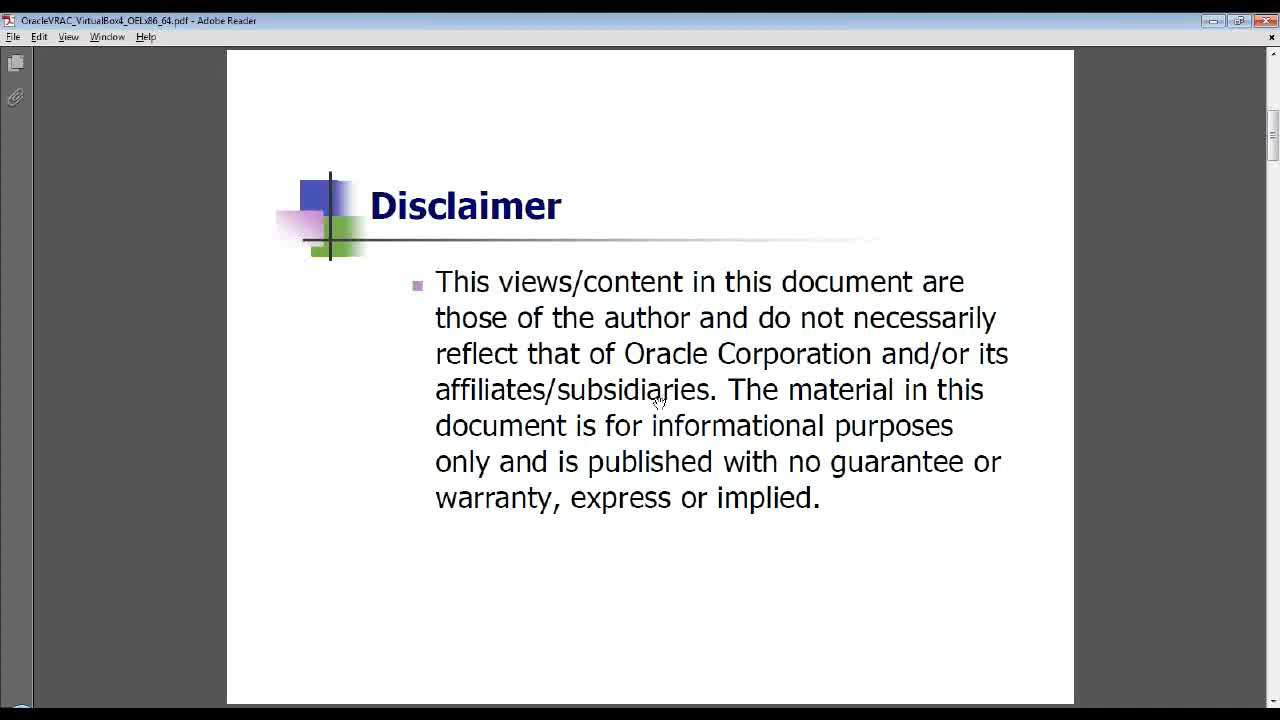 OracleVRAC_VirtualBox4_OELx86_64.pdf - Adobe Reader
File Edit View Window Help
Disclaimer
This views/content in this document are
those of the author and do not necessarily
reflect that of Oracle Corporation and/or its
affiliates/subsidiaries. The material in this
document is for informational purposes
only and is published with no guarantee or
warranty, express or implied.